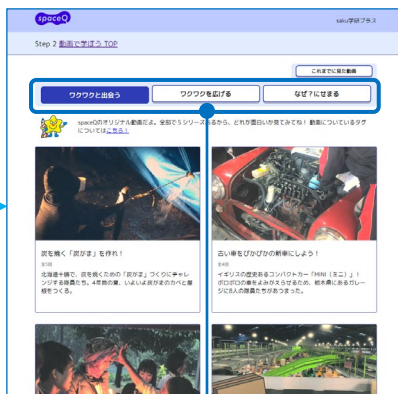 spaceQ
saku学研プラス
Step 2 動画で学ぼう TOP
これまでに見た動画
ワクワクと出会う
ワクワクを広げる
なぜ？にせまる
spaceQのオリジナル動画だよ。全部で5シリーズあるから、どれが面白いか見てみてね！ 動画についているタグ
については こちら！
炭を焼く「炭がま」を作れ！
全5回
北海道十勝で、炭を焼くための「炭がま」づくりにチャレ
ンジする隊員たち。4年前の夏、いよいよ炭がまのカベと屋
根をつくる。
古い車をぴかぴかの新車にしよう！
全4回
イギリスの歴史あるコンパクトカー「MINI（ミニ）」！
ボロボロの車をよみがえらせるため、栃木県にあるガレー
ジに8人の隊員たちがあつまった。